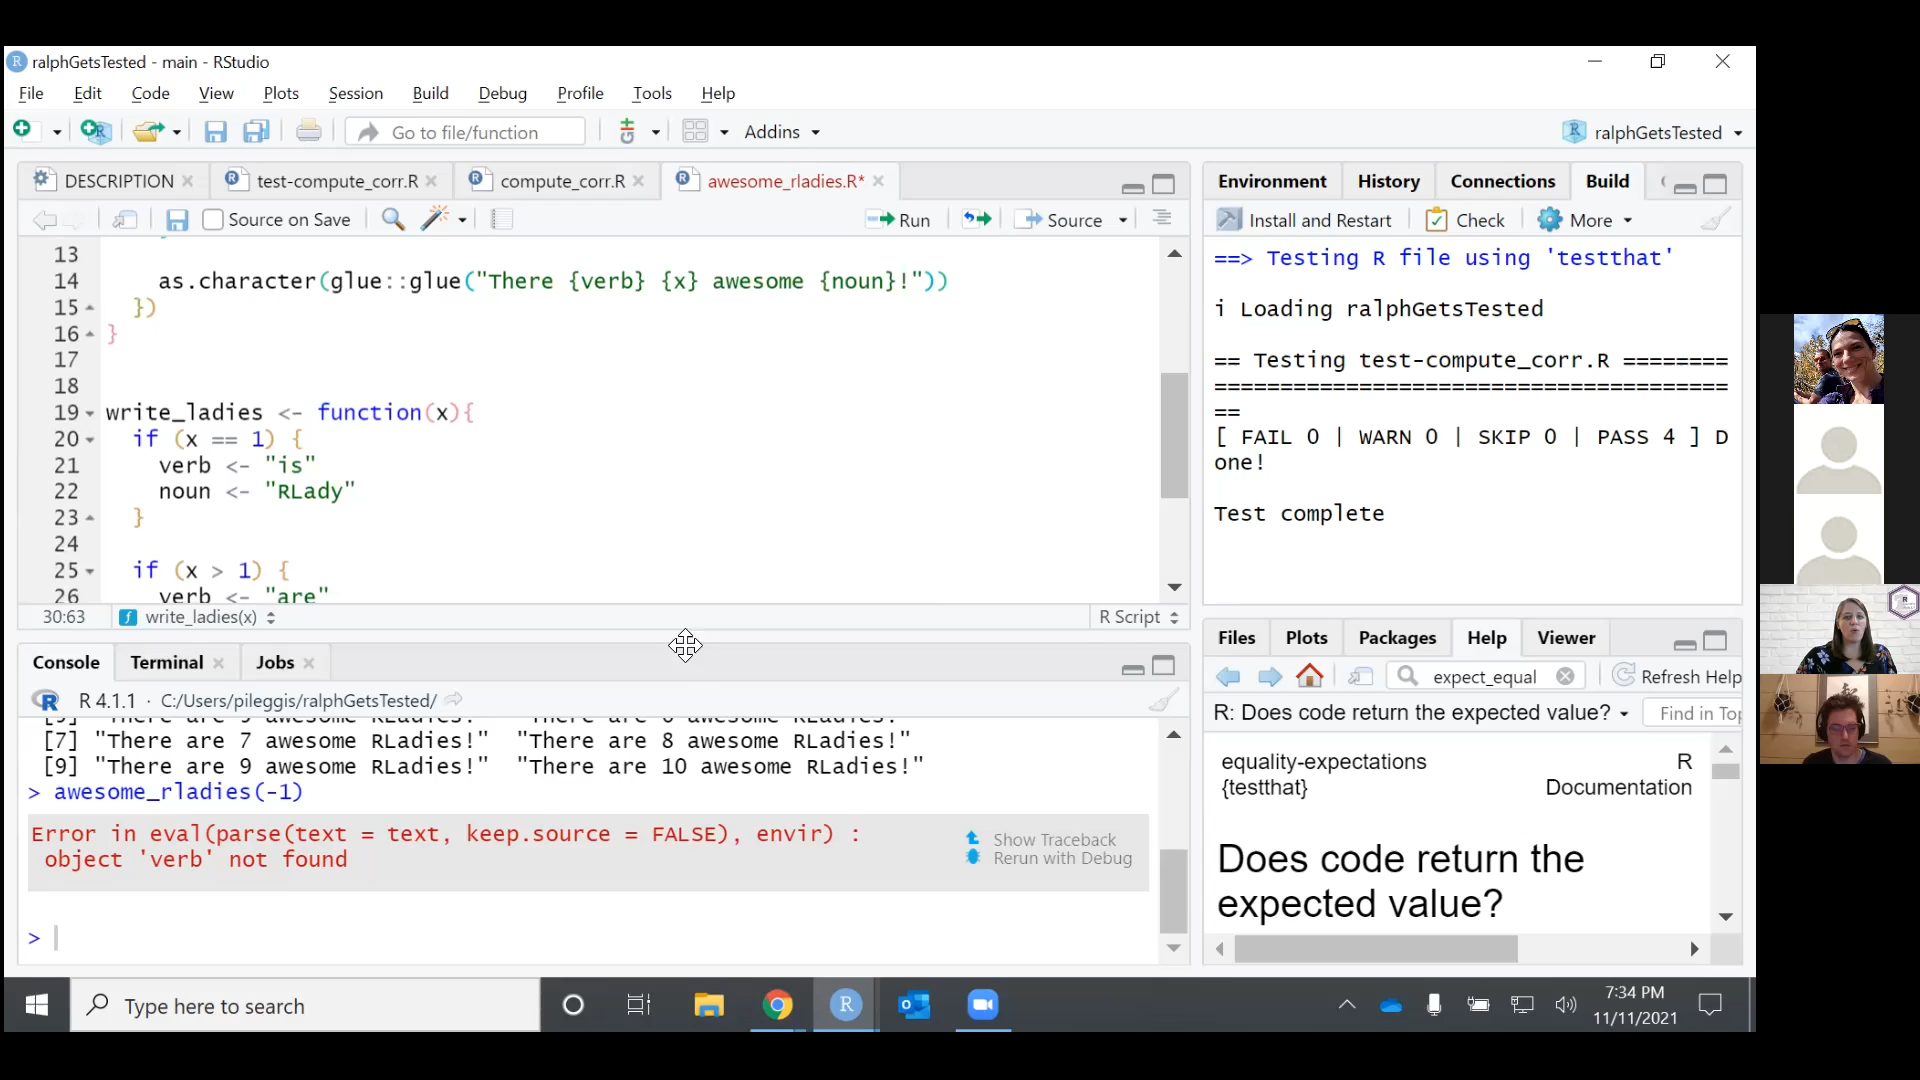 ralphGetsTested - main - RStudio
File Edit Code View Plots Session Build Debug Profile Tools Help
Go to file/function Addins ralphGetsTested
DESCRIPTION test-compute_corr.R compute_corr.R awesome_rladies.R*
Source on Save Run Source
13
14 as.character(glue::glue("There {verb} {x} awesome {noun}!"))
15 })
16 }
17
18
19 write_ladies <- function(x){
20 if (x == 1) {
21 verb <- "is"
22 noun <- "RLady"
23 }
24
25 if (x > 1) {
26 verb <- "are"
30:63 write_ladies(x) R Script
Console Terminal Jobs
R 4.1.1 · C:/Users/pileggis/ralphGetsTested/
[7] "There are 7 awesome RLadies!" "There are 8 awesome RLadies!"
[9] "There are 9 awesome RLadies!" "There are 10 awesome RLadies!"
> awesome_rladies(-1)
Error in eval(parse(text = text, keep.source = FALSE), envir) :
object 'verb' not found
Show Traceback
Rerun with Debug
>
Environment History Connections Build
Install and Restart Check More
==> Testing R file using 'testthat'
i Loading ralphGetsTested
== Testing test-compute_corr.R ========
=======================================
==
[ FAIL 0 | WARN 0 | SKIP 0 | PASS 4 ] D
one!
Test complete
Files Plots Packages Help Viewer
expect_equal Refresh Help
R: Does code return the expected value? Find in Top
equality-expectations R
{testthat} Documentation
Does code return the
expected value?
Type here to search
7:34 PM
11/11/2021